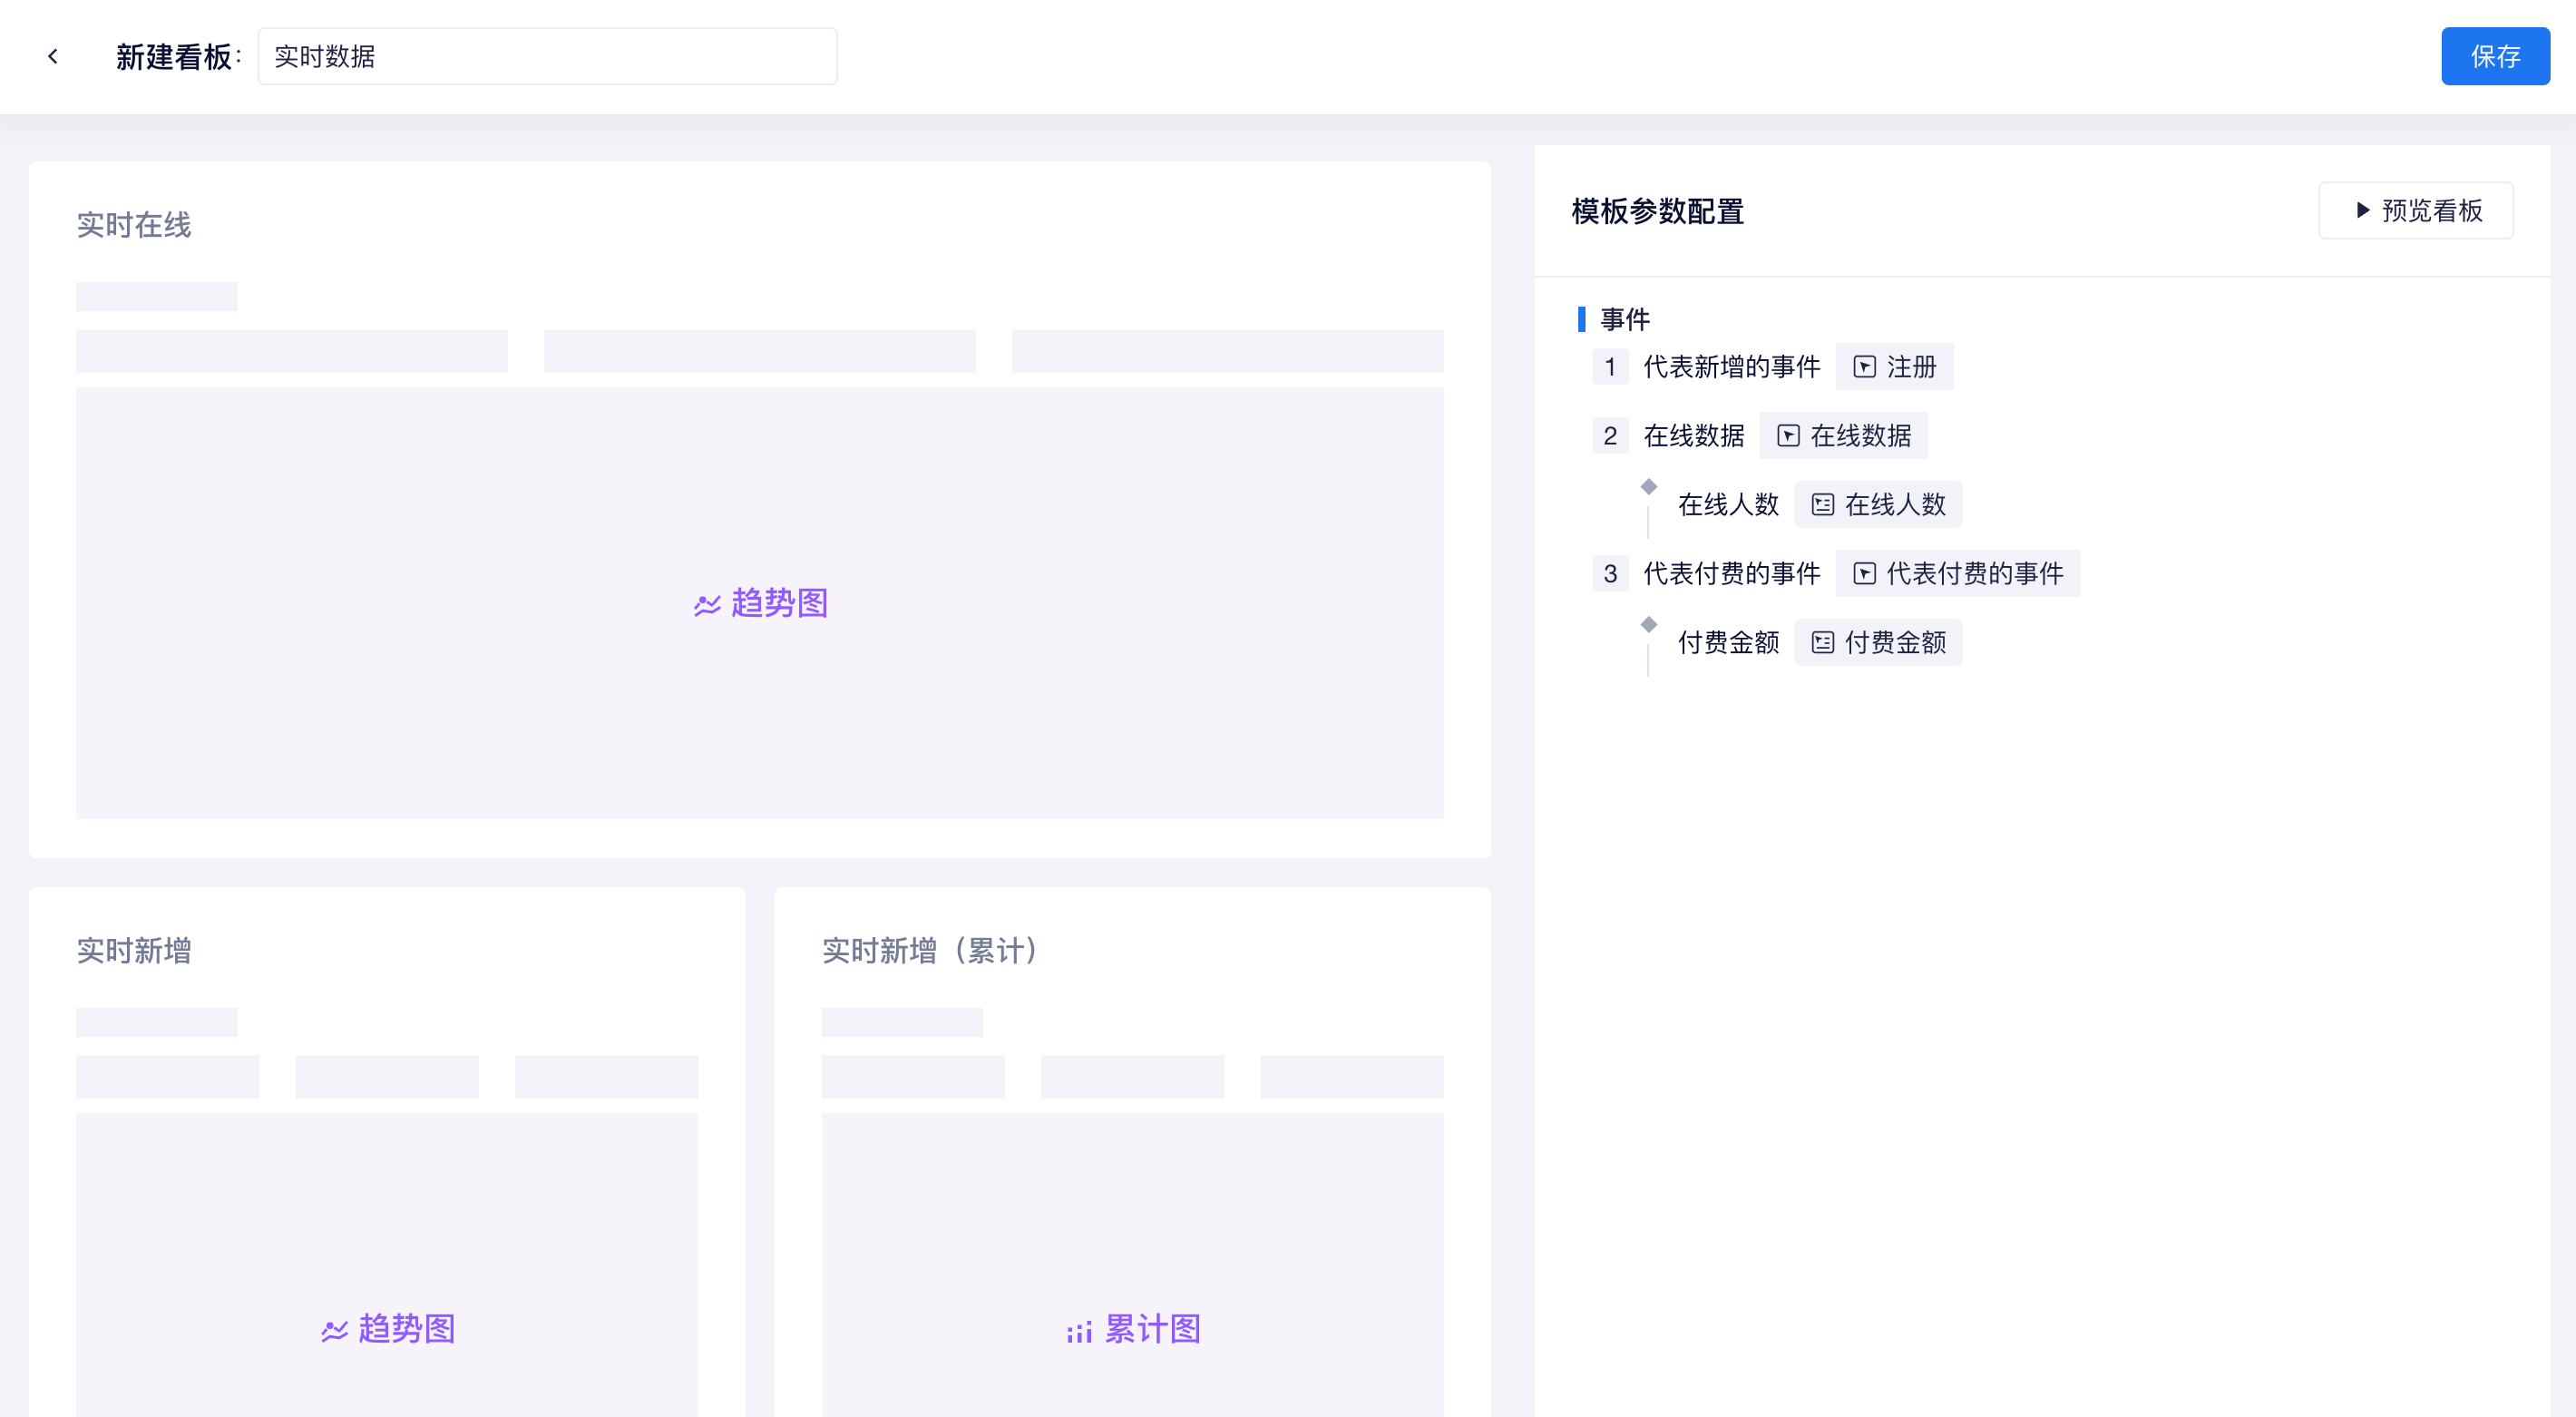 新建看板： 实时数据
保存
实时在线
趋势图
实时新增
趋势图
实时新增（累计）
累计图
模板参数配置
预览看板
事件
1 代表新增的事件 注册
2 在线数据 在线数据
在线人数 在线人数
3 代表付费的事件 代表付费的事件
付费金额 付费金额